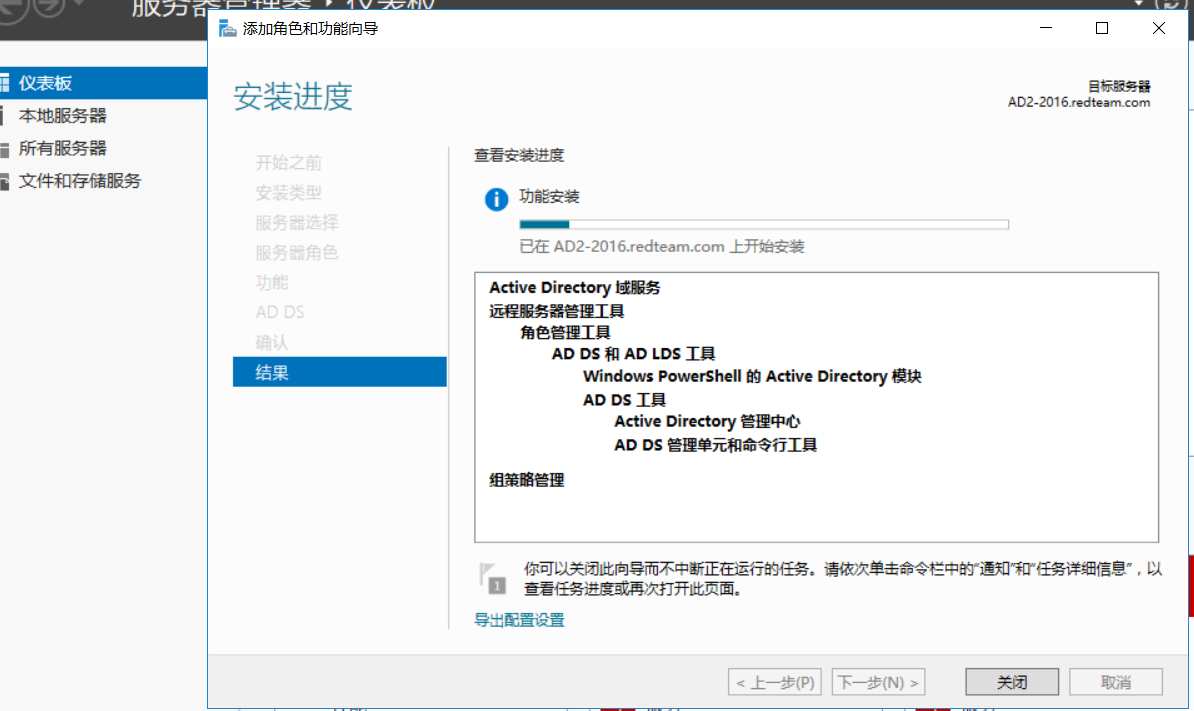 服务器管理器 · 仪表板
添加角色和功能向导
仪表板
本地服务器
所有服务器
文件和存储服务
安装进度
目标服务器
AD2-2016.redteam.com
开始之前
安装类型
服务器选择
服务器角色
功能
AD DS
确认
结果
查看安装进度
功能安装
已在 AD2-2016.redteam.com 上开始安装
Active Directory 域服务
远程服务器管理工具
角色管理工具
AD DS 和 AD LDS 工具
Windows PowerShell 的 Active Directory 模块
AD DS 工具
Active Directory 管理中心
AD DS 管理单元和命令行工具
组策略管理
1
你可以关闭此向导而不中断正在运行的任务。请依次单击命令栏中的"通知"和"任务详细信息"，以
查看任务进度或再次打开此页面。
导出配置设置
< 上一步(P)
下一步(N) >
关闭
取消